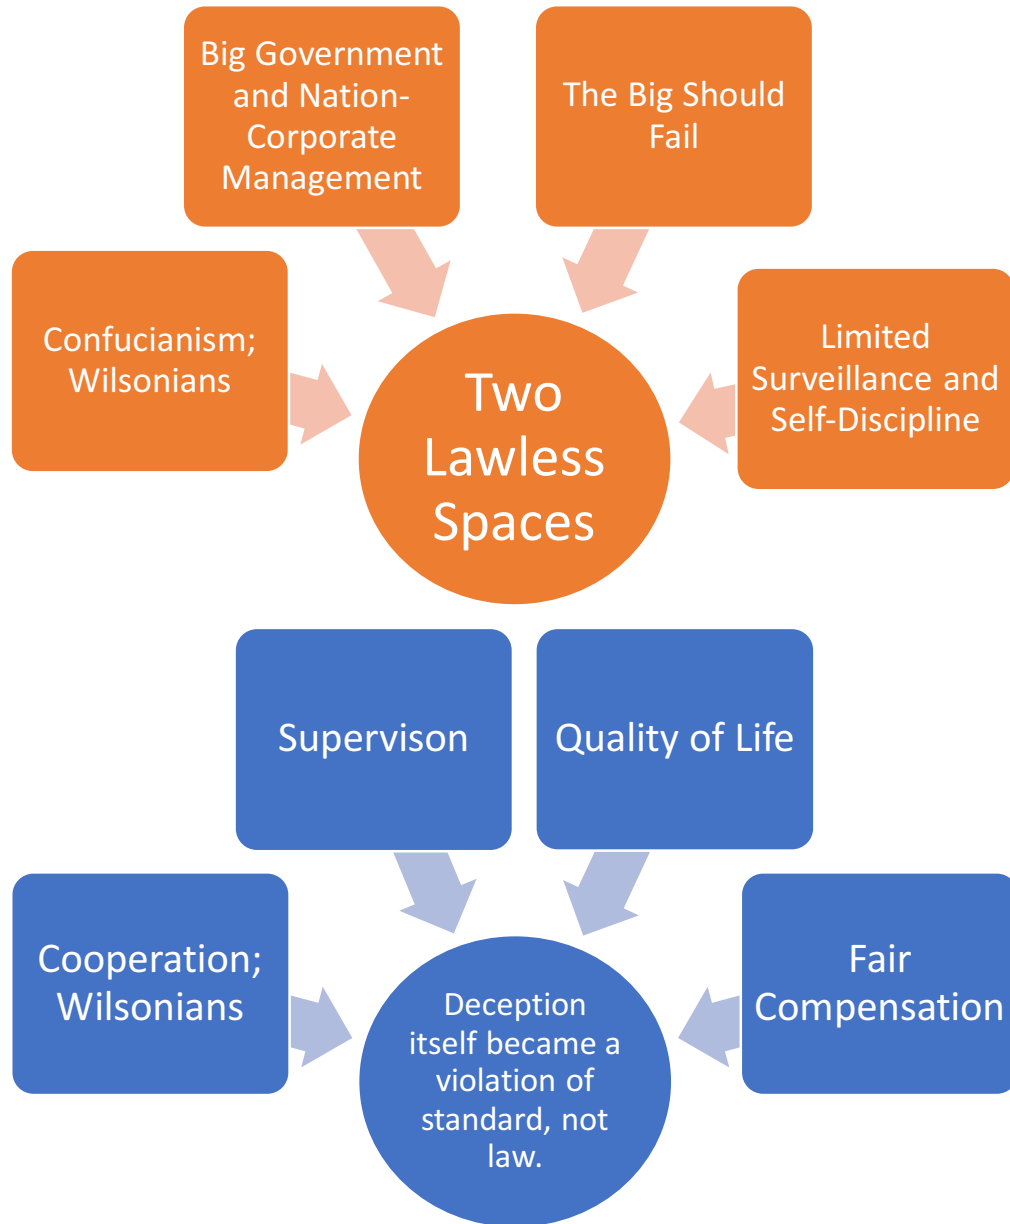 Big Government
and Nation-
Corporate
Management
The Big Should
Fail
Confucianism;
Wilsonians
Limited
Surveillance and
Self-Discipline
Two
Lawless
Spaces
Supervison
Quality of Life
Cooperation;
Wilsonians
Fair
Compensation
Deception
itself became a
violation of
standard, not
law.